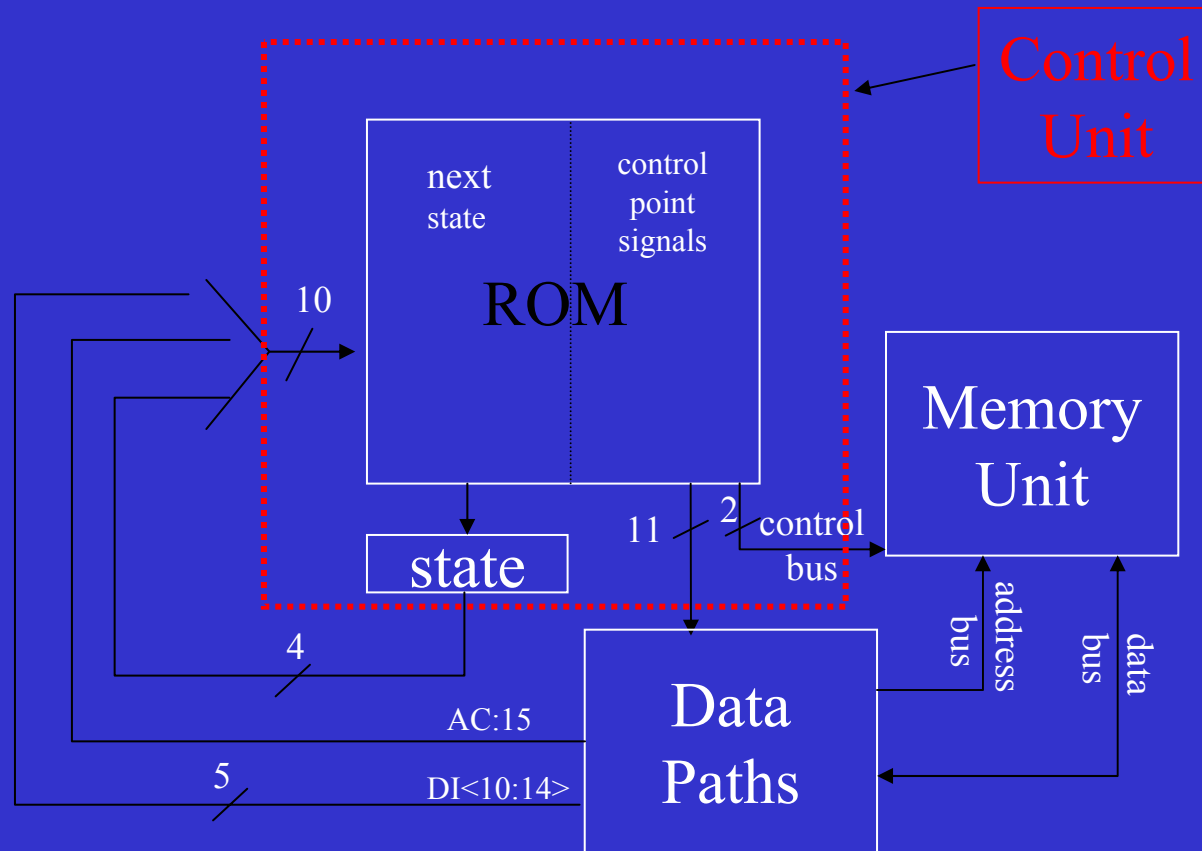 Control
Unit
next
state
control
point
signals
ROM
10
Memory
Unit
11
2
control
bus
state
address
bus
data
bus
4
AC:15
Data
Paths
5
DI<10:14>